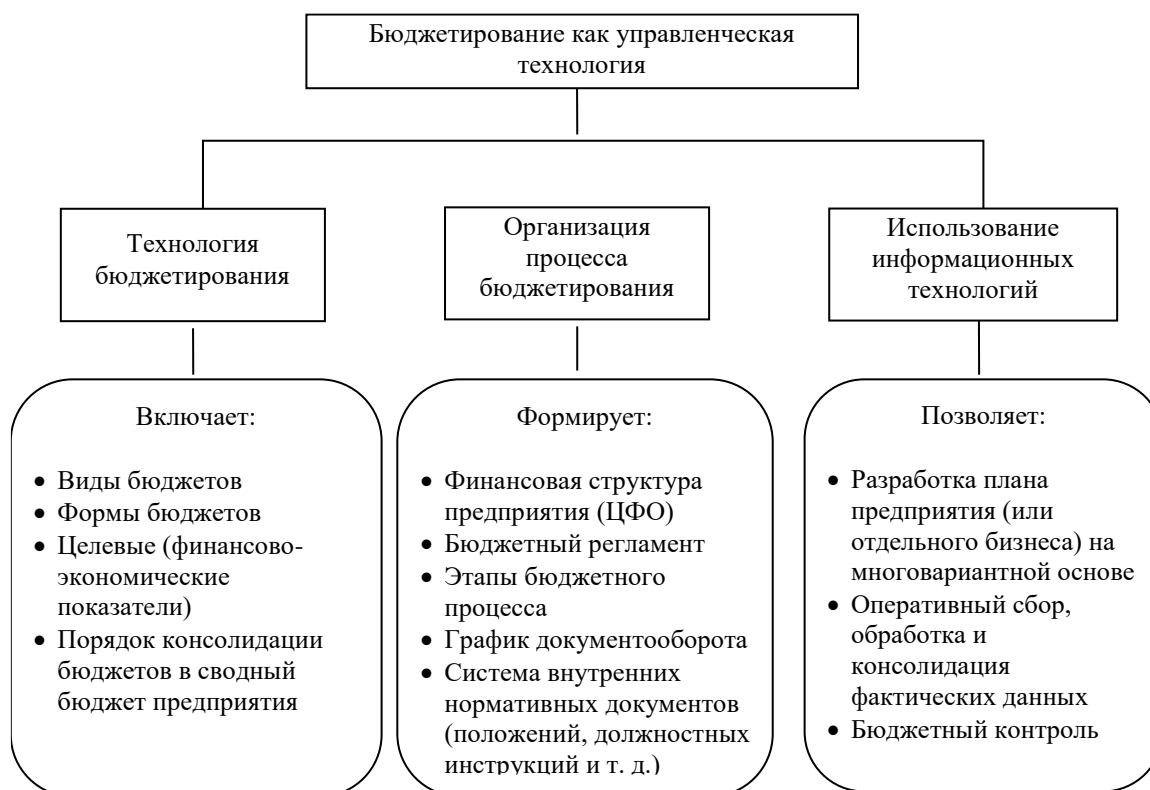 Бюджетирование как управленческая
технология
Технология
бюджетирования
Организация
процесса
бюджетирования
Использование
информационных
технологий
Включает:
• Виды бюджетов
• Формы бюджетов
• Целевые (финансово-
экономические
показатели)
• Порядок консолидации
бюджетов в сводный
бюджет предприятия
Формирует:
• Финансовая структура
предприятия (ЦФО)
• Бюджетный регламент
• Этапы бюджетного
процесса
• График документооборота
• Система внутренних
нормативных документов
(положений, должностных
инструкций и т. д.)
Позволяет:
• Разработка плана
предприятия (или
отдельного бизнеса) на
многовариантной основе
• Оперативный сбор,
обработка и
консолидация
фактических данных
• Бюджетный контроль